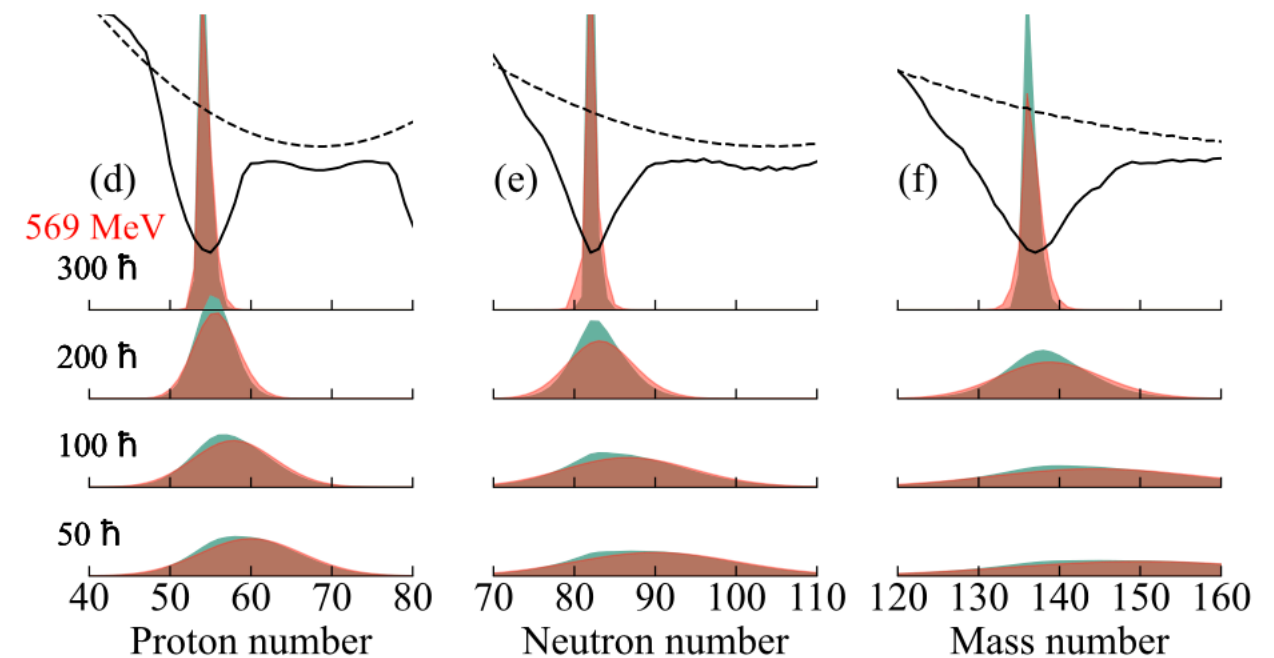 (d) (e) (f)
569 MeV
300 ħ
200 ħ
100 ħ
50 ħ
40 50 60 70 80 70 80 90 100 110 120 130 140 150 160
Proton number Neutron number Mass number